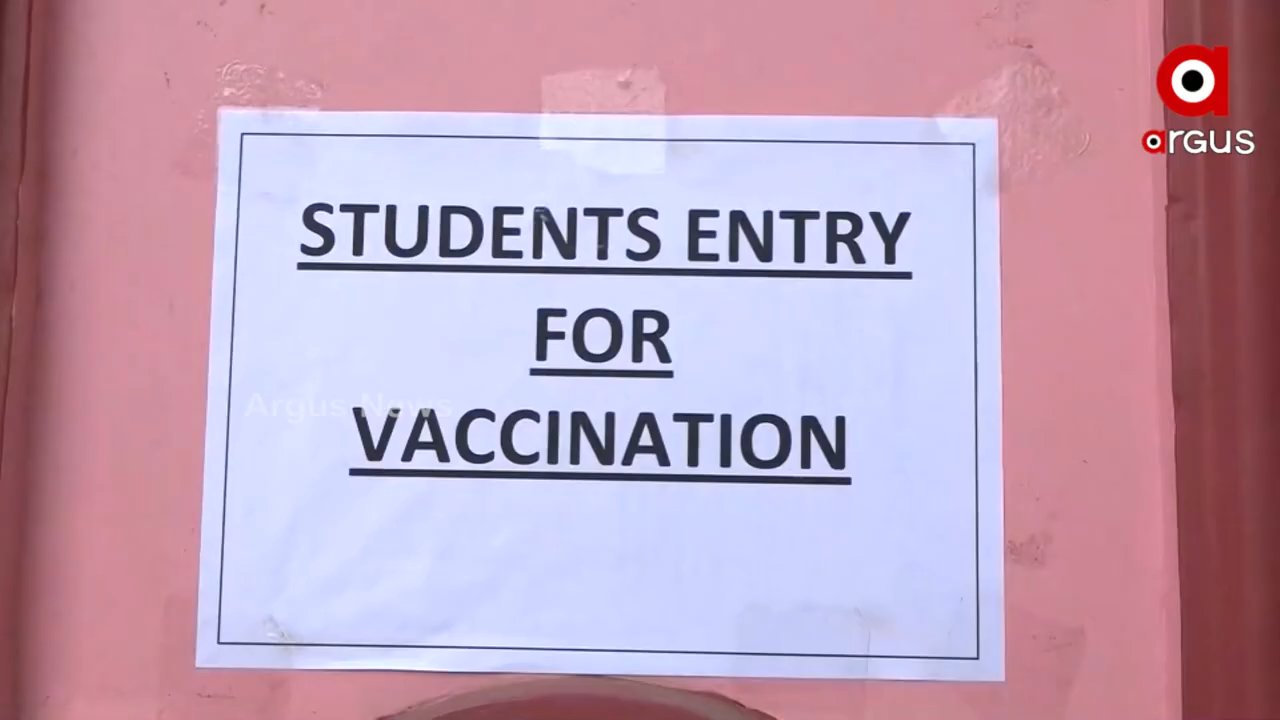 argus
STUDENTS ENTRY
FOR
Argus News
VACCINATION